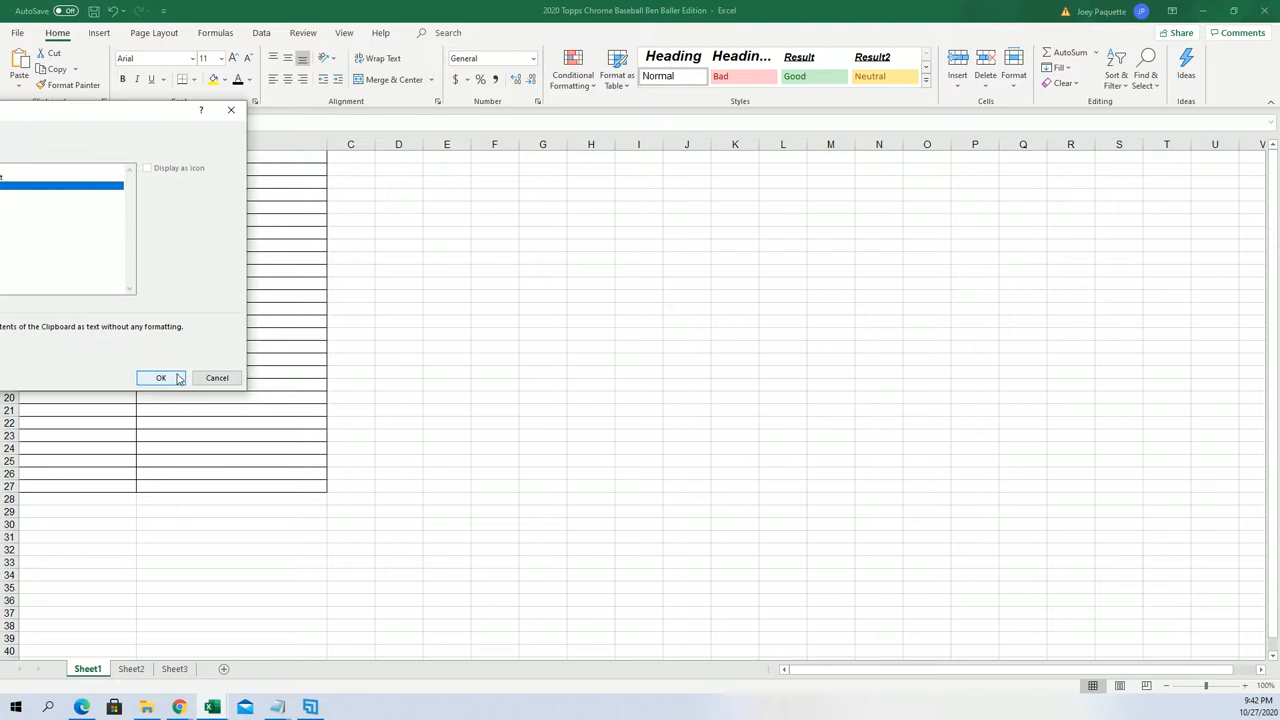 AutoSave Off 2020 Topps Chrome Baseball Ben Baller Edition - Excel Joey Paquette JP
File Home Insert Page Layout Formulas Data Review View Help Search Share Comments
Paste Cut Copy Format Painter
Arial 11 B I U A
Wrap Text Merge & Center Alignment
General $ % Number
Conditional Formatting Format as Table
Heading Headin... Result Result2
Normal Bad Good Neutral
Styles
Insert Delete Format Cells
AutoSum Fill Clear Sort & Filter Find & Select Editing
Ideas Ideas
? Display as icon
t
tents of the Clipboard as text without any formatting.
OK Cancel
C D E F G H I J K L M N O P Q R S T U V
20
21
22
23
24
25
26
27
28
29
30
31
32
33
34
35
36
37
38
39
40
Sheet1 Sheet2 Sheet3
100%
9:42 PM
10/27/2020